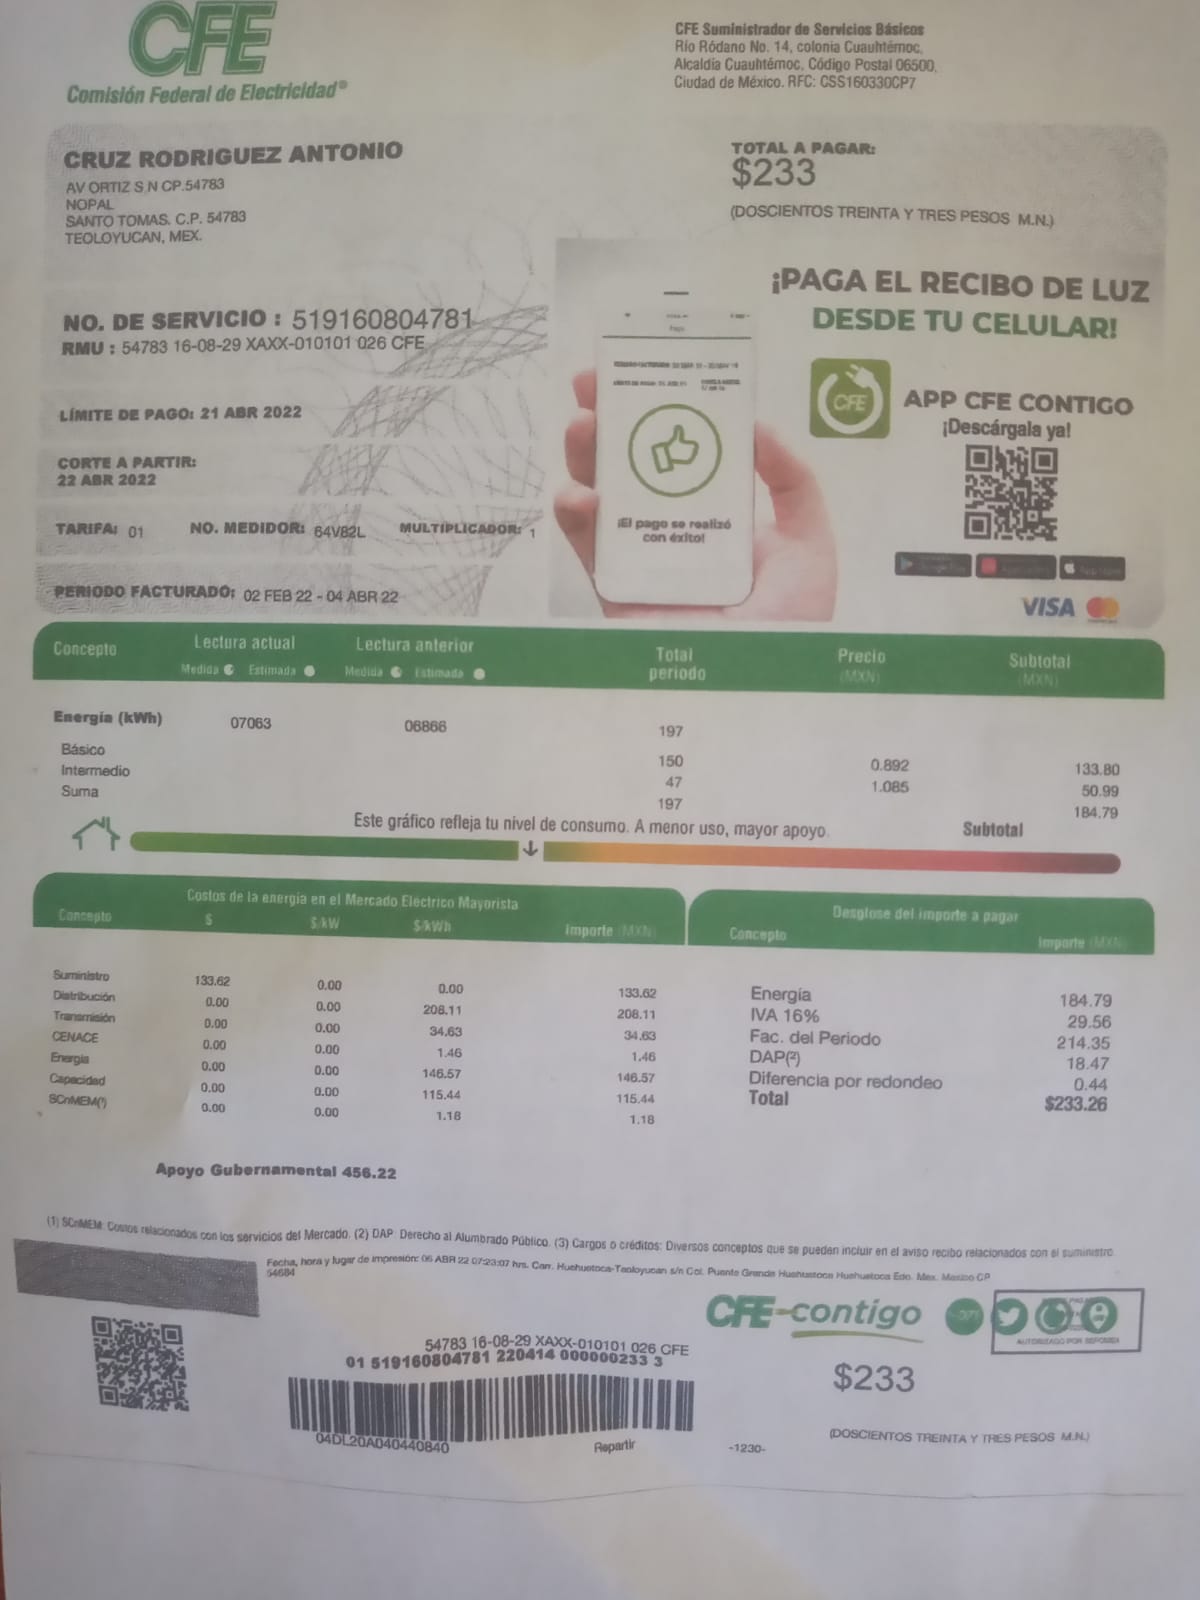 CFE
Comisión Federal de Electricidad®
CFE Suministrador de Servicios Básicos
Río Ródano No. 14, colonia Cuauhtémoc,
Alcaldía Cuauhtémoc, Código Postal 06500,
Ciudad de México. RFC: CSS160330CP7
CRUZ RODRIGUEZ ANTONIO
AV ORTIZ S N CP.54783
NOPAL
SANTO TOMAS. C.P. 54783
TEOLOYUCAN, MEX.
TOTAL A PAGAR:
$233
(DOSCIENTOS TREINTA Y TRES PESOS M.N.)
NO. DE SERVICIO : 519160804781
RMU : 54783 16-08-29 XAXX-010101 026 CFE
LÍMITE DE PAGO: 21 ABR 2022
CORTE A PARTIR:
22 ABR 2022
TARIFA: 01 NO. MEDIDOR: 64V82L MULTIPLICADOR: 1
PERIODO FACTURADO: 02 FEB 22 - 04 ABR 22
¡PAGA EL RECIBO DE LUZ
DESDE TU CELULAR!
CFE
APP CFE CONTIGO
¡Descárgala ya!
¡El pago se realizó
con éxito!
Google Play
App Store
VISA
Concepto Lectura actual Lectura anterior Total periodo Precio (MXN) Subtotal (MXN)
Medida Estimada Medida Estimada
Energía (kWh) 07063 06866 197
Básico 150 0.892 133.80
Intermedio 47 1.085 50.99
Suma 197 184.79
Este gráfico refleja tu nivel de consumo. A menor uso, mayor apoyo. Subtotal
Costos de la energía en el Mercado Eléctrico Mayorista
Concepto $ $/kW $/kWh Importe (MXN)
Suministro 133.62 0.00 0.00 133.62
Distribución 0.00 0.00 208.11 208.11
Transmisión 0.00 0.00 34.63 34.63
CENACE 0.00 0.00 1.46 1.46
Energía 0.00 0.00 146.57 146.57
Capacidad 0.00 0.00 115.44 115.44
SCnMEM(¹) 0.00 0.00 1.18 1.18
Desglose del importe a pagar
Concepto Importe (MXN)
Energía 184.79
IVA 16% 29.56
Fac. del Periodo 214.35
DAP(²) 18.47
Diferencia por redondeo 0.44
Total $233.26
Apoyo Gubernamental 456.22
(1) SCnMEM: Costos relacionados con los servicios del Mercado. (2) DAP: Derecho al Alumbrado Público. (3) Cargos o créditos: Diversos conceptos que se pueden incluir en el aviso recibo relacionados con el suministro
Fecha, hora y lugar de impresión: 06 ABR 22 07:23:07 hrs. Carr. Huehuetoca-Teoloyucan s/n Col. Puente Grande Huehuetoca Huehuetoca Edo. Mex. Mexico CP
54684
CFE-contigo
AUTORIZADO POR SEPOMEX
54783 16-08-29 XAXX-010101 026 CFE
01 519160804781 220414 000000233 3
04DL20A040440840
Repartir
-1230-
$233
(DOSCIENTOS TREINTA Y TRES PESOS M.N.)